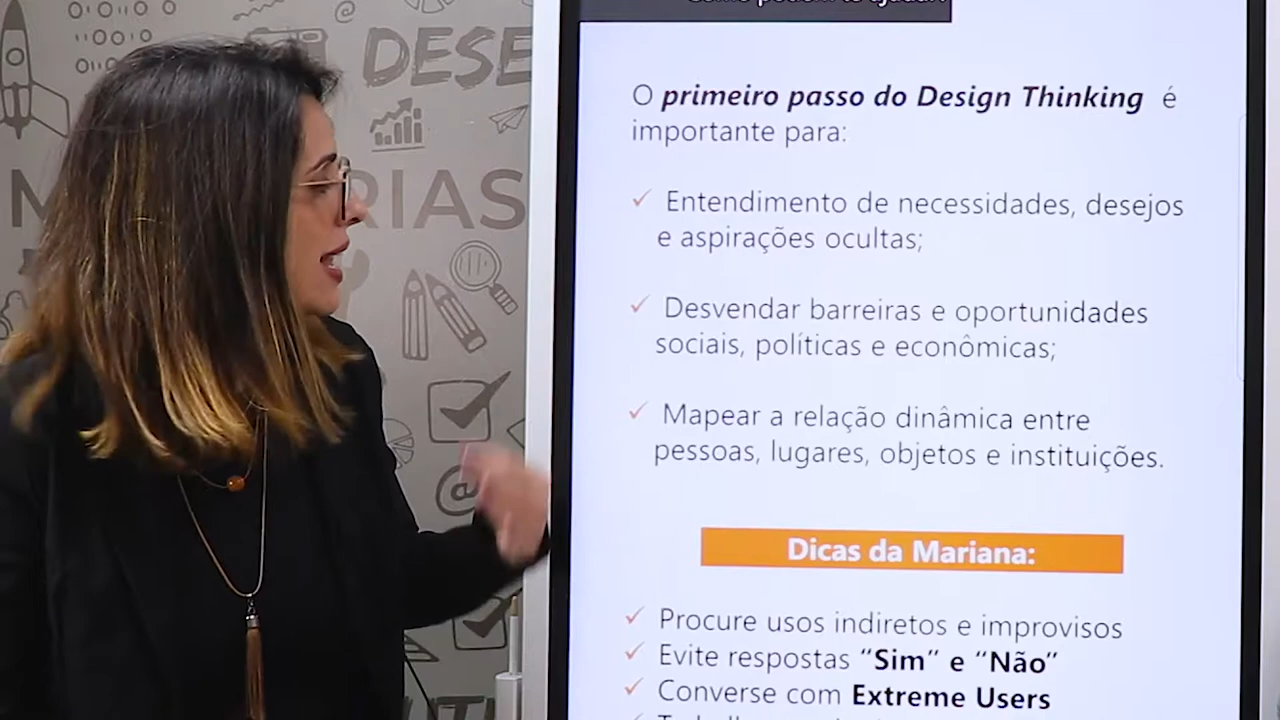 DESE
O primeiro passo do Design Thinking é
importante para:
RIAS
✓ Entendimento de necessidades, desejos
e aspirações ocultas;
✓ Desvendar barreiras e oportunidades
sociais, políticas e econômicas;
✓ Mapear a relação dinâmica entre
pessoas, lugares, objetos e instituições.
@
Dicas da Mariana:
✓ Procure usos indiretos e improvisos
✓ Evite respostas “Sim” e “Não”
✓ Converse com Extreme Users